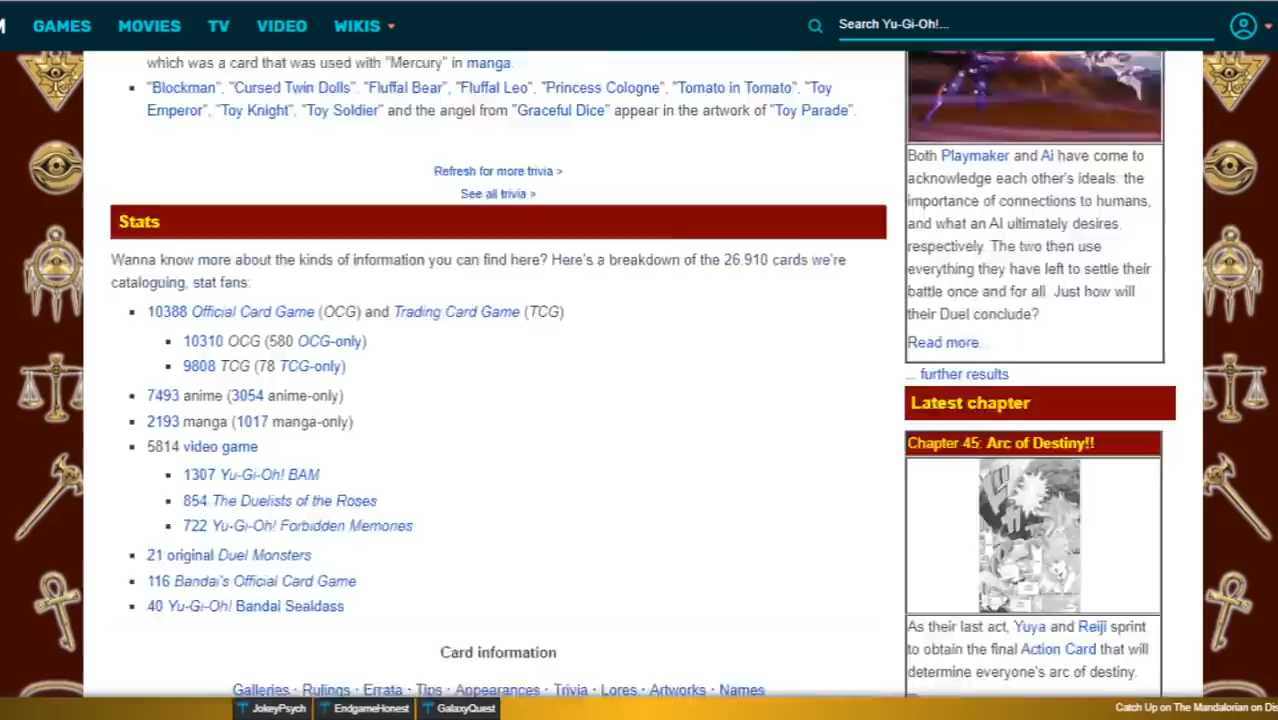 GAMES MOVIES TV VIDEO WIKIS Search Yu-Gi-Oh!...
which was a card that was used with "Mercury" in manga.
"Blockman", "Cursed Twin Dolls", "Fluffal Bear", "Fluffal Leo", "Princess Cologne", "Tomato in Tomato", "Toy
Emperor", "Toy Knight", "Toy Soldier" and the angel from "Graceful Dice" appear in the artwork of "Toy Parade".
Refresh for more trivia >
See all trivia >
Stats
Wanna know more about the kinds of information you can find here? Here's a breakdown of the 26,910 cards we're
cataloguing, stat fans:
10388 Official Card Game (OCG) and Trading Card Game (TCG)
10310 OCG (580 OCG-only)
9808 TCG (78 TCG-only)
7493 anime (3054 anime-only)
2193 manga (1017 manga-only)
5814 video game
1307 Yu-Gi-Oh! BAM
854 The Duelists of the Roses
722 Yu-Gi-Oh! Forbidden Memories
21 original Duel Monsters
116 Bandai's Official Card Game
40 Yu-Gi-Oh! Bandai Sealdass
Card information
Galleries · Rulings · Errata · Tips · Appearances · Trivia · Lores · Artworks · Names
Both Playmaker and Ai have come to
acknowledge each other's ideals: the
importance of connections to humans,
and what an AI ultimately desires,
respectively. The two then use
everything they have left to settle their
battle once and for all. Just how will
their Duel conclude?
Read more...
... further results
Latest chapter
Chapter 45: Arc of Destiny!!
As their last act, Yuya and Reiji sprint
to obtain the final Action Card that will
determine everyone's arc of destiny.
JokeyPsych EndgameHonest GalaxyQuest
Catch Up on The Mandalorian on Dis